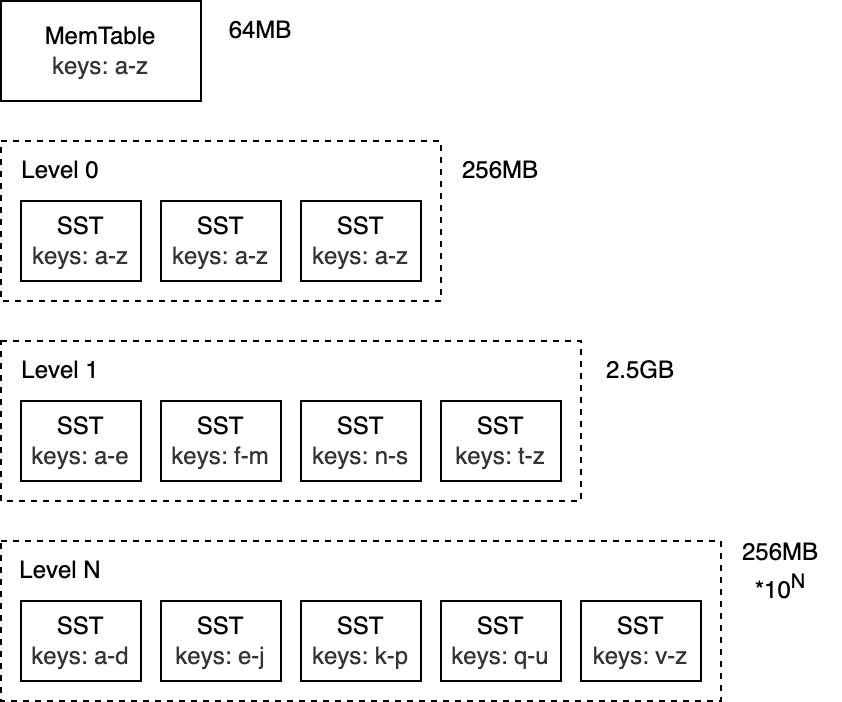 MemTable
keys: a-z
64MB
Level 0
256MB
SST
keys: a-z
SST
keys: a-z
SST
keys: a-z
Level 1
2.5GB
SST
keys: a-e
SST
keys: f-m
SST
keys: n-s
SST
keys: t-z
Level N
256MB
*10^N
SST
keys: a-d
SST
keys: e-j
SST
keys: k-p
SST
keys: q-u
SST
keys: v-z